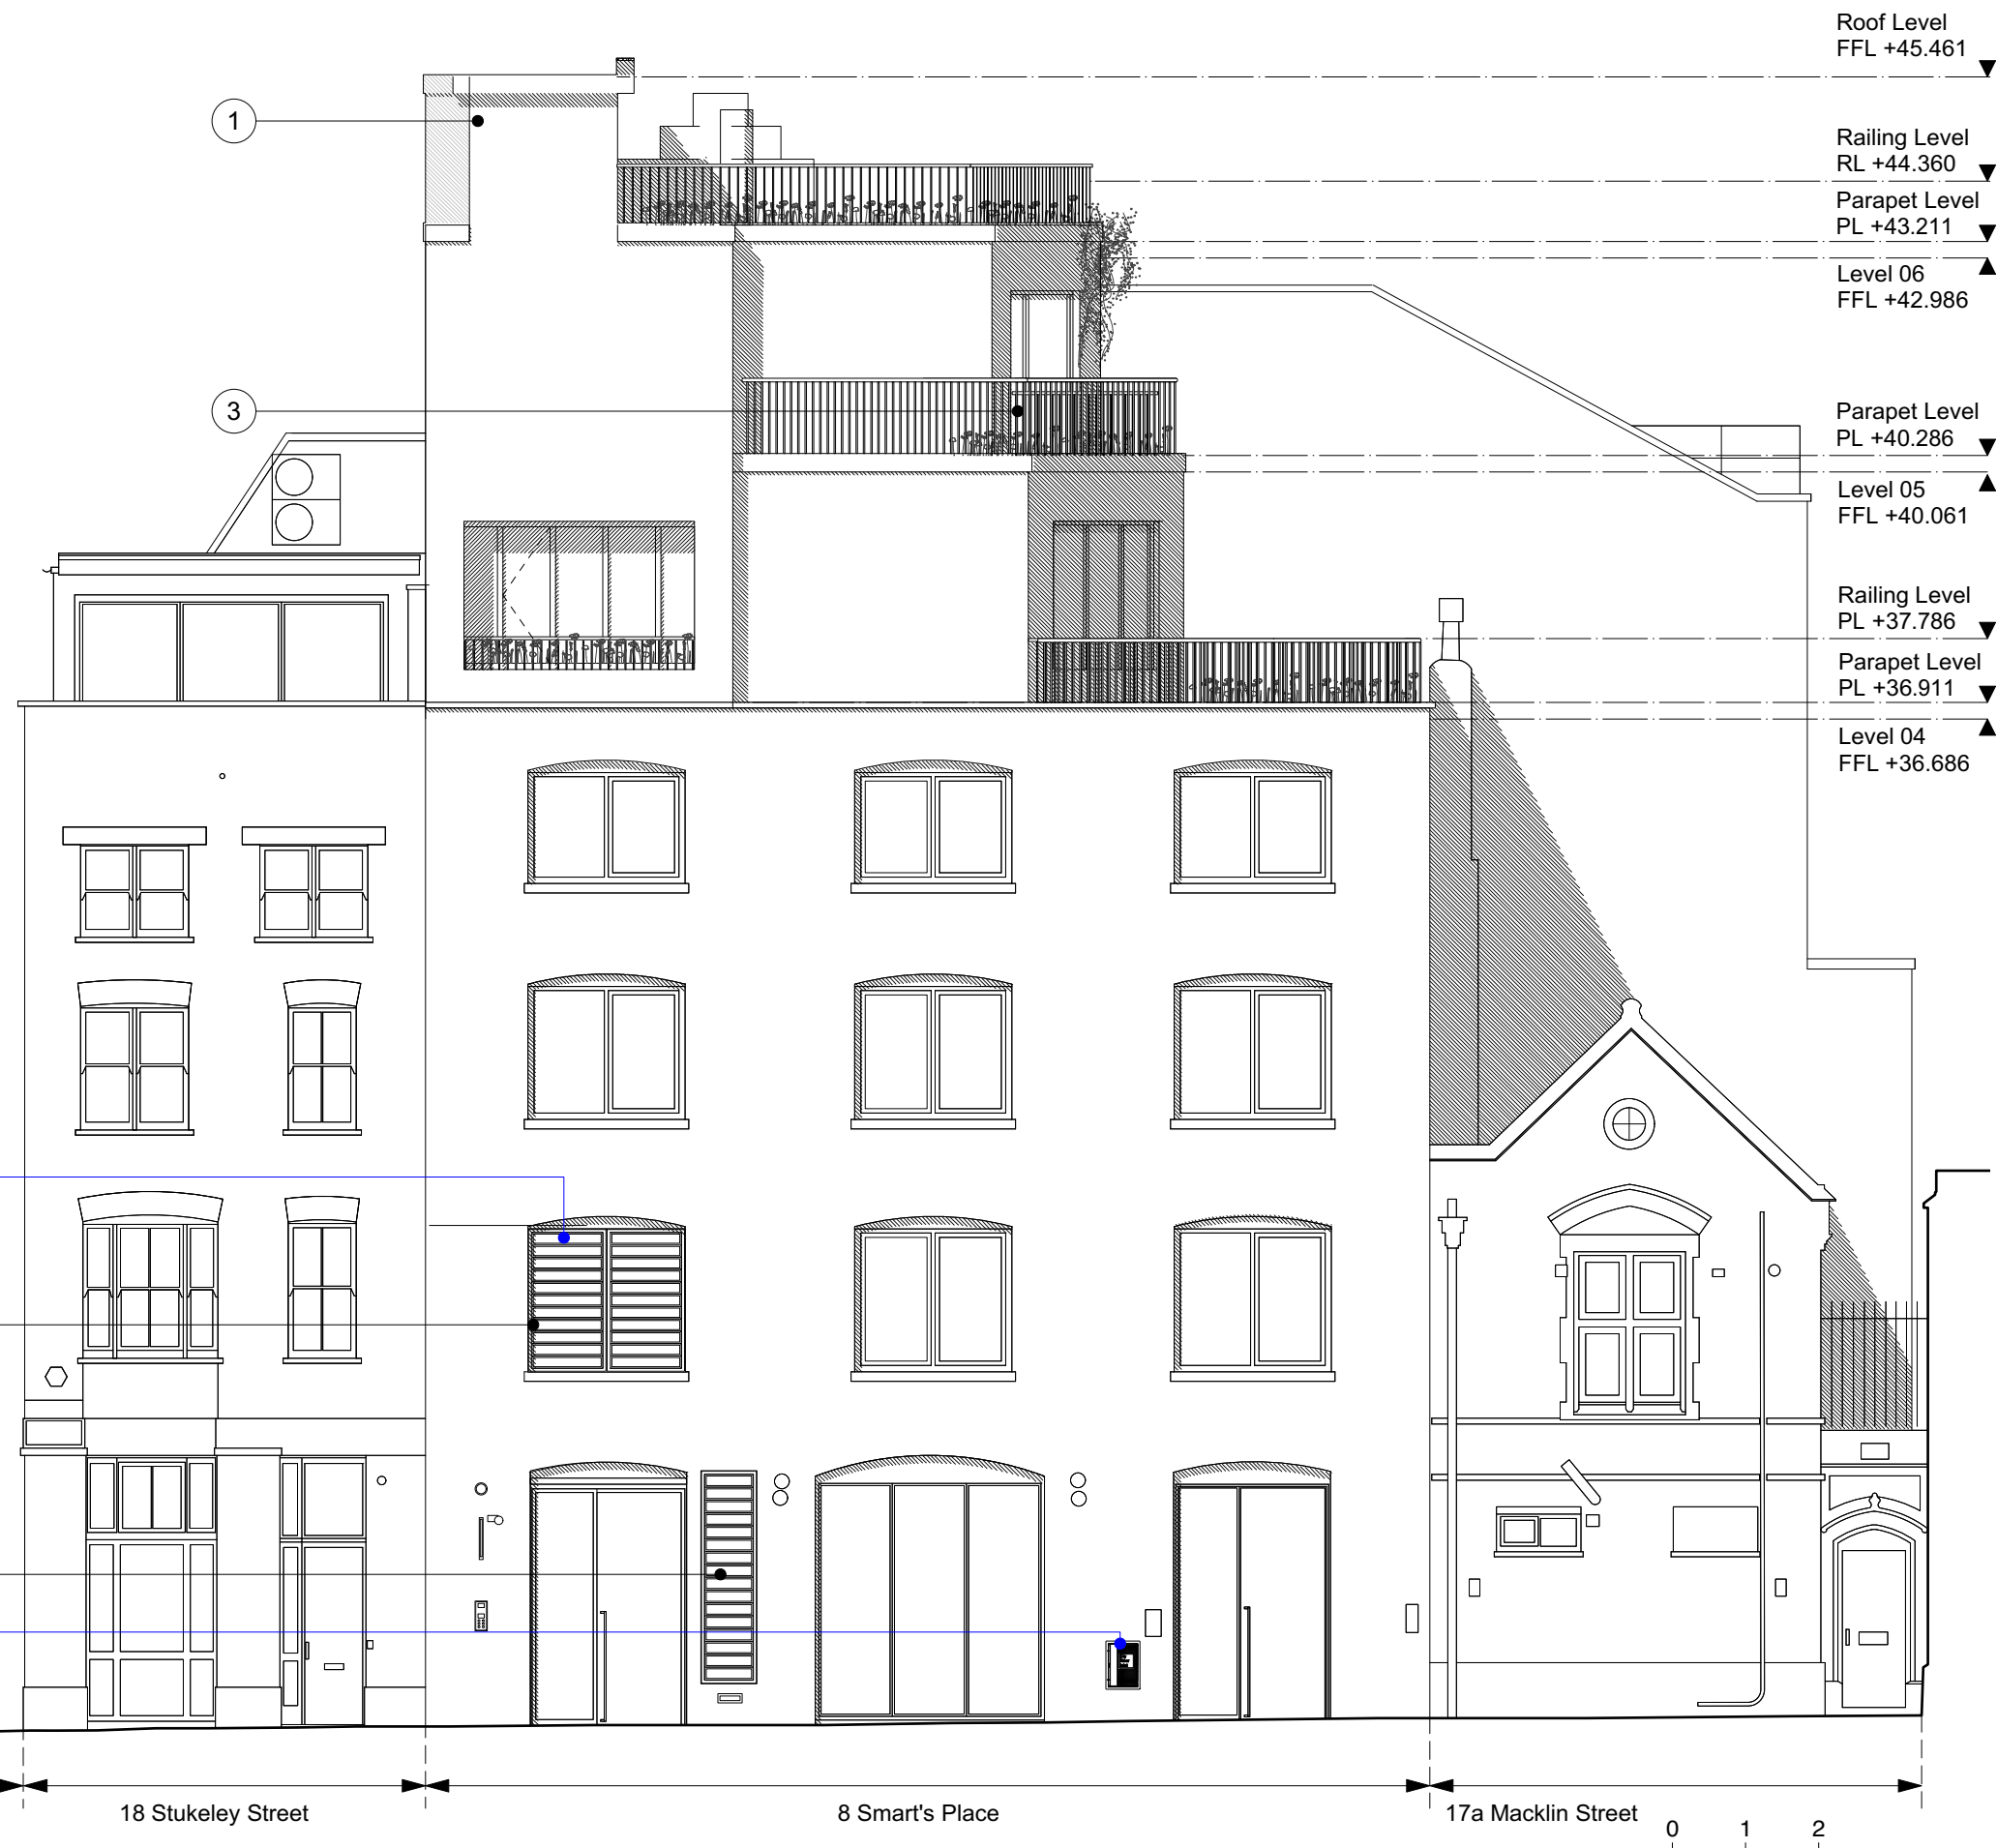 Roof Level
FFL +45.461
1
Railing Level
RL +44.360
Parapet Level
PL +43.211
Level 06
FFL +42.986
3
Parapet Level
PL +40.286
Level 05
FFL +40.061
Railing Level
PL +37.786
Parapet Level
PL +36.911
Level 04
FFL +36.686
18 Stukeley Street
8 Smart's Place
17a Macklin Street
0 1 2